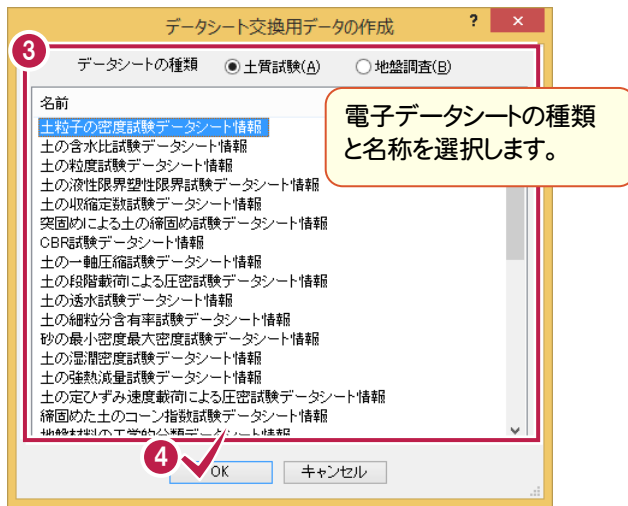 データシート交換用データの作成
? ×
3
データシートの種類 土質試験(A) 地盤調査(B)
名前
電子データシートの種類
と名称を選択します。
土粒子の密度試験データシート情報
土の含水比試験データシート情報
土の粒度試験データシート情報
土の液性限界塑性限界試験データシート情報
土の収縮定数試験データシート情報
突固めによる土の締固め試験データシート情報
CBR試験データシート情報
土の一軸圧縮試験データシート情報
土の段階載荷による圧密試験データシート情報
土の透水試験データシート情報
土の細粒分含有率試験データシート情報
砂の最小密度最大密度試験データシート情報
土の湿潤密度試験データシート情報
土の強熱減量試験データシート情報
土の定ひずみ速度載荷による圧密試験データシート情報
締固めた土のコーン指数試験データシート情報
地盤材料の工学的分類データシート情報
4
OK キャンセル